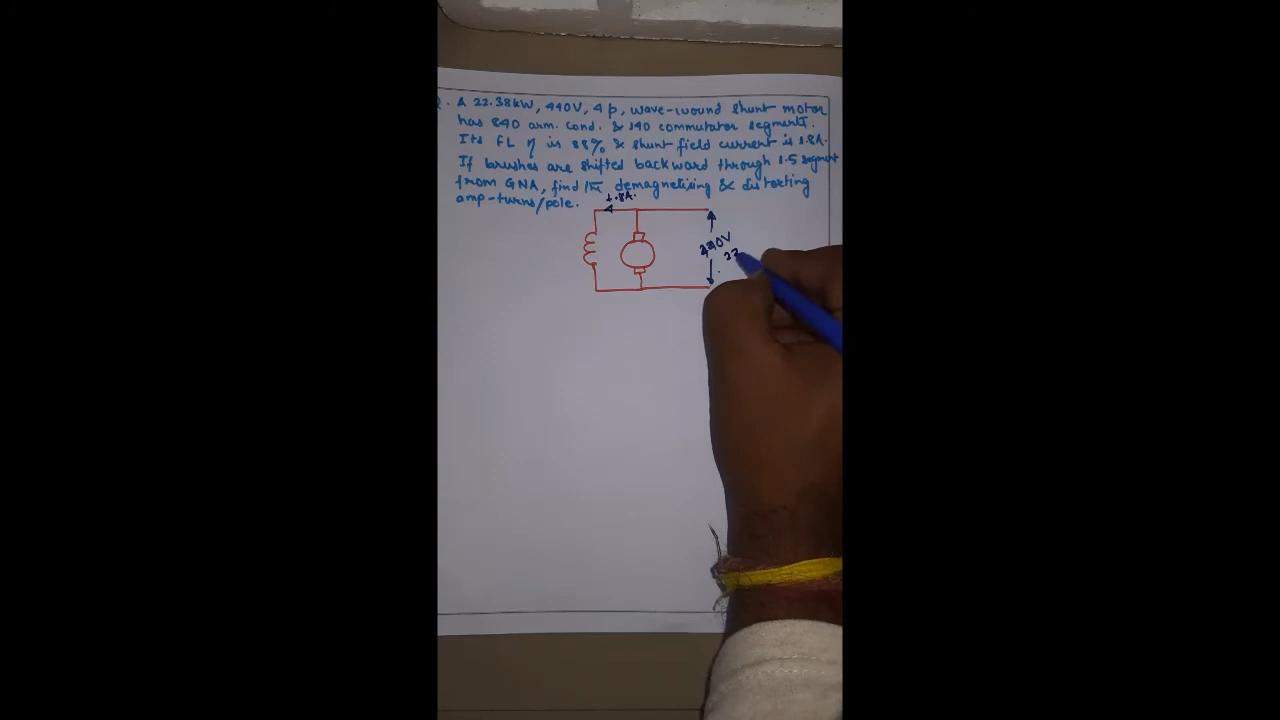 . A 22.38kW, 440V, 4 p, wave-wound shunt motor
has 840 arm. cond. & 140 commutator segments.
Its FL η is 88% & shunt field current is 1.8A.
If brushes are shifted backward through 1.5 segment
from GNA, find the demagnetising & distorting
amp-turns/pole.
1.8A.
440V
22